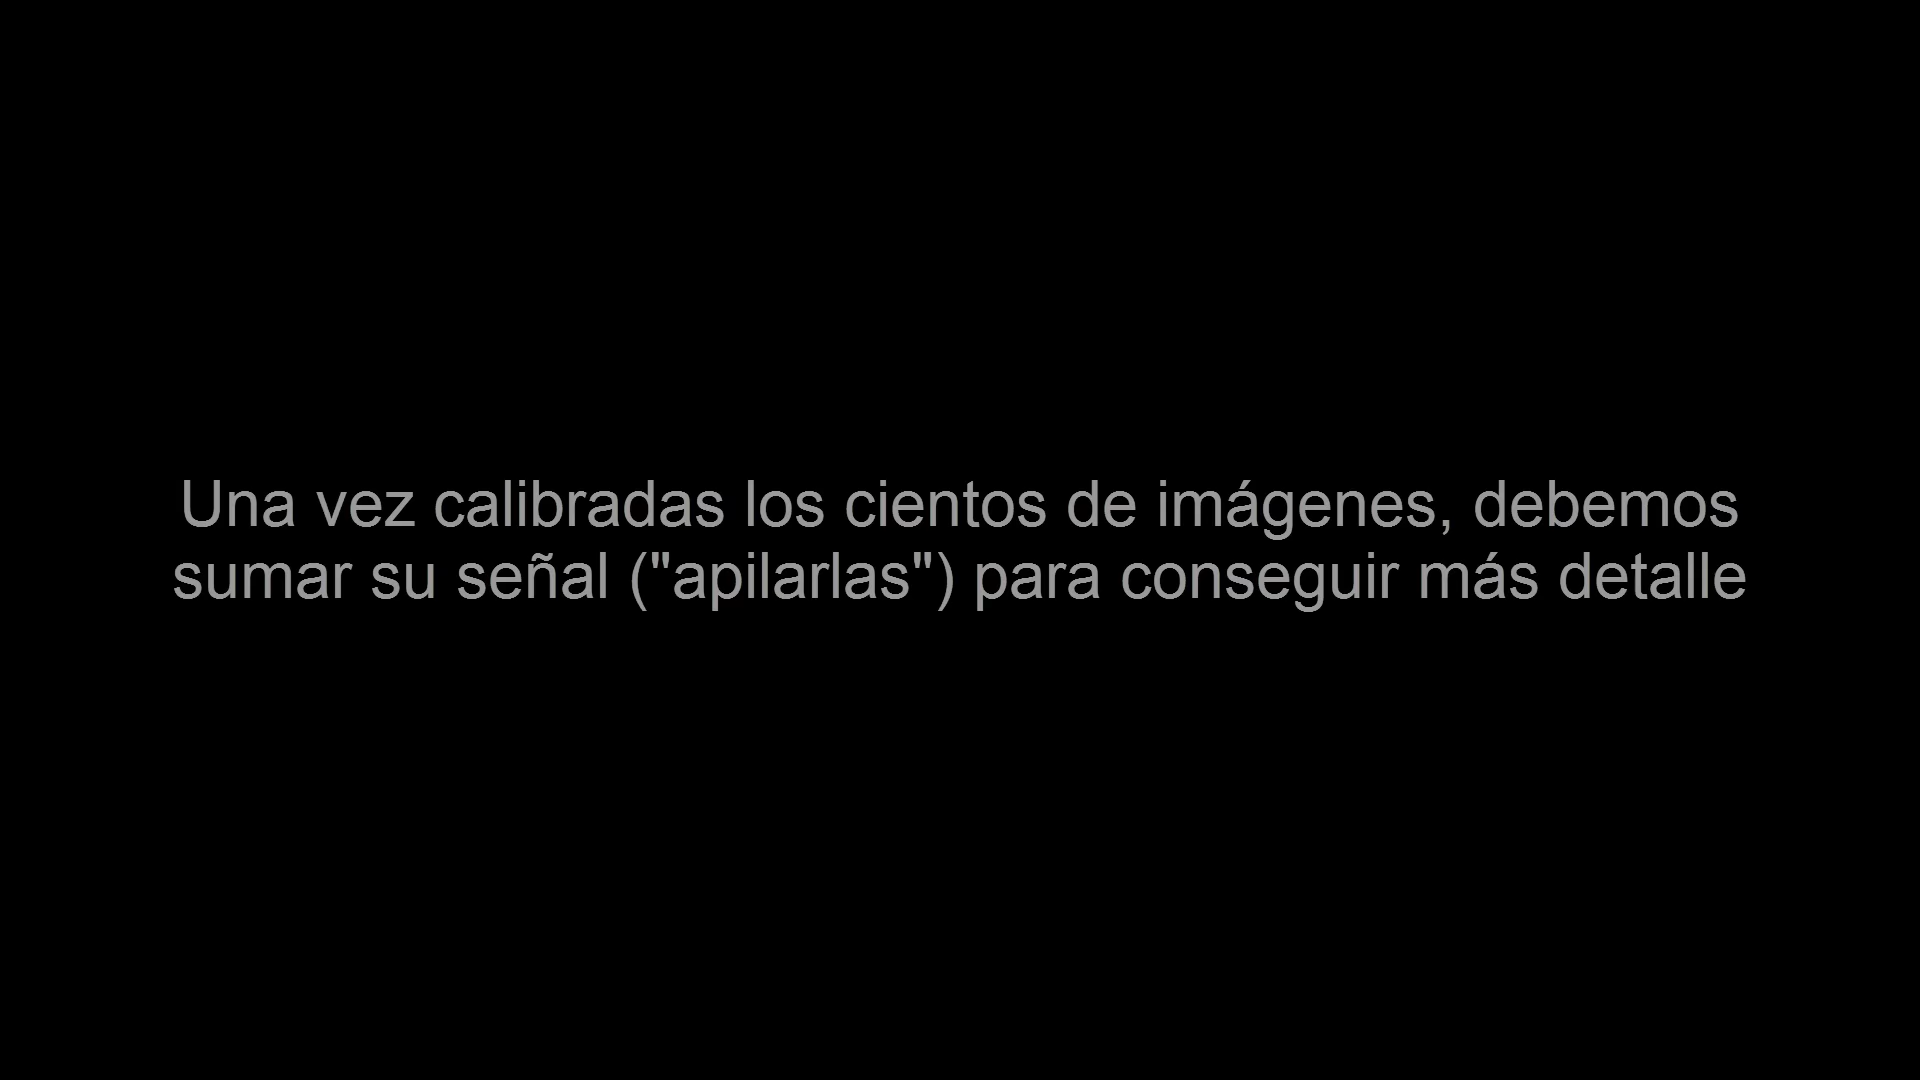 Una vez calibradas los cientos de imágenes, debemos
sumar su señal ("apilarlas") para conseguir más detalle